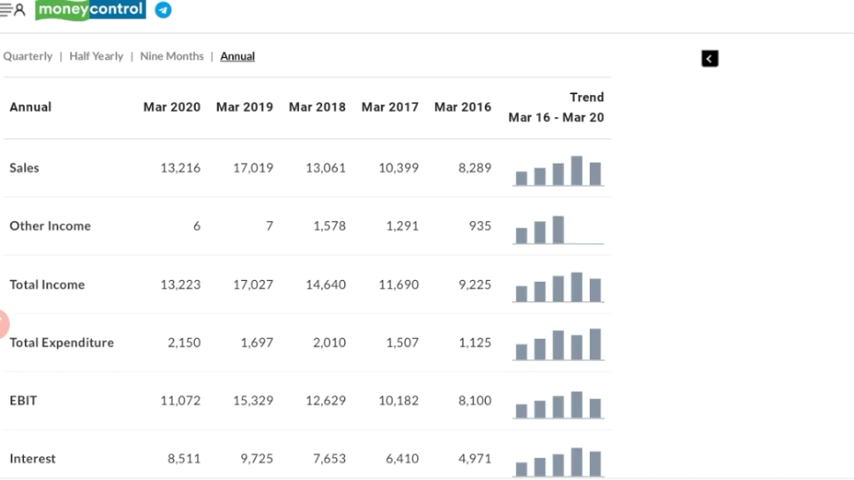 moneycontrol
Quarterly | Half Yearly | Nine Months | Annual
Annual Mar 2020 Mar 2019 Mar 2018 Mar 2017 Mar 2016 Trend Mar 16 - Mar 20
Sales 13,216 17,019 13,061 10,399 8,289
Other Income 6 7 1,578 1,291 935
Total Income 13,223 17,027 14,640 11,690 9,225
Total Expenditure 2,150 1,697 2,010 1,507 1,125
EBIT 11,072 15,329 12,629 10,182 8,100
Interest 8,511 9,725 7,653 6,410 4,971